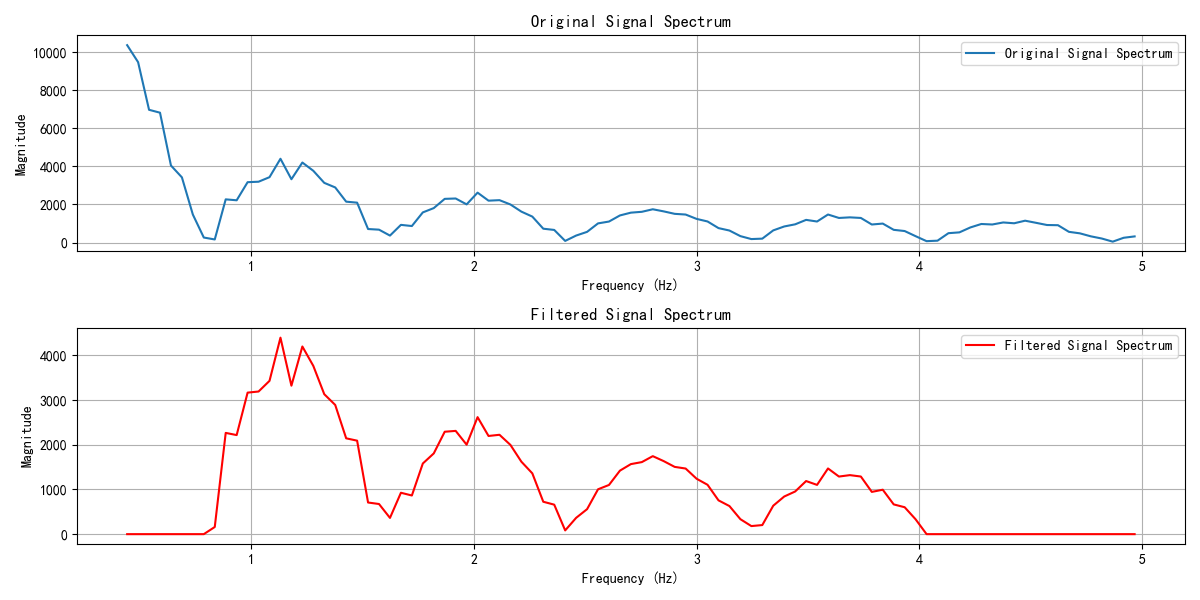 Original Signal Spectrum
Original Signal Spectrum
Magnitude
10000
8000
6000
4000
2000
0
1 2 3 4 5
Frequency (Hz)
Filtered Signal Spectrum
Filtered Signal Spectrum
Magnitude
4000
3000
2000
1000
0
1 2 3 4 5
Frequency (Hz)